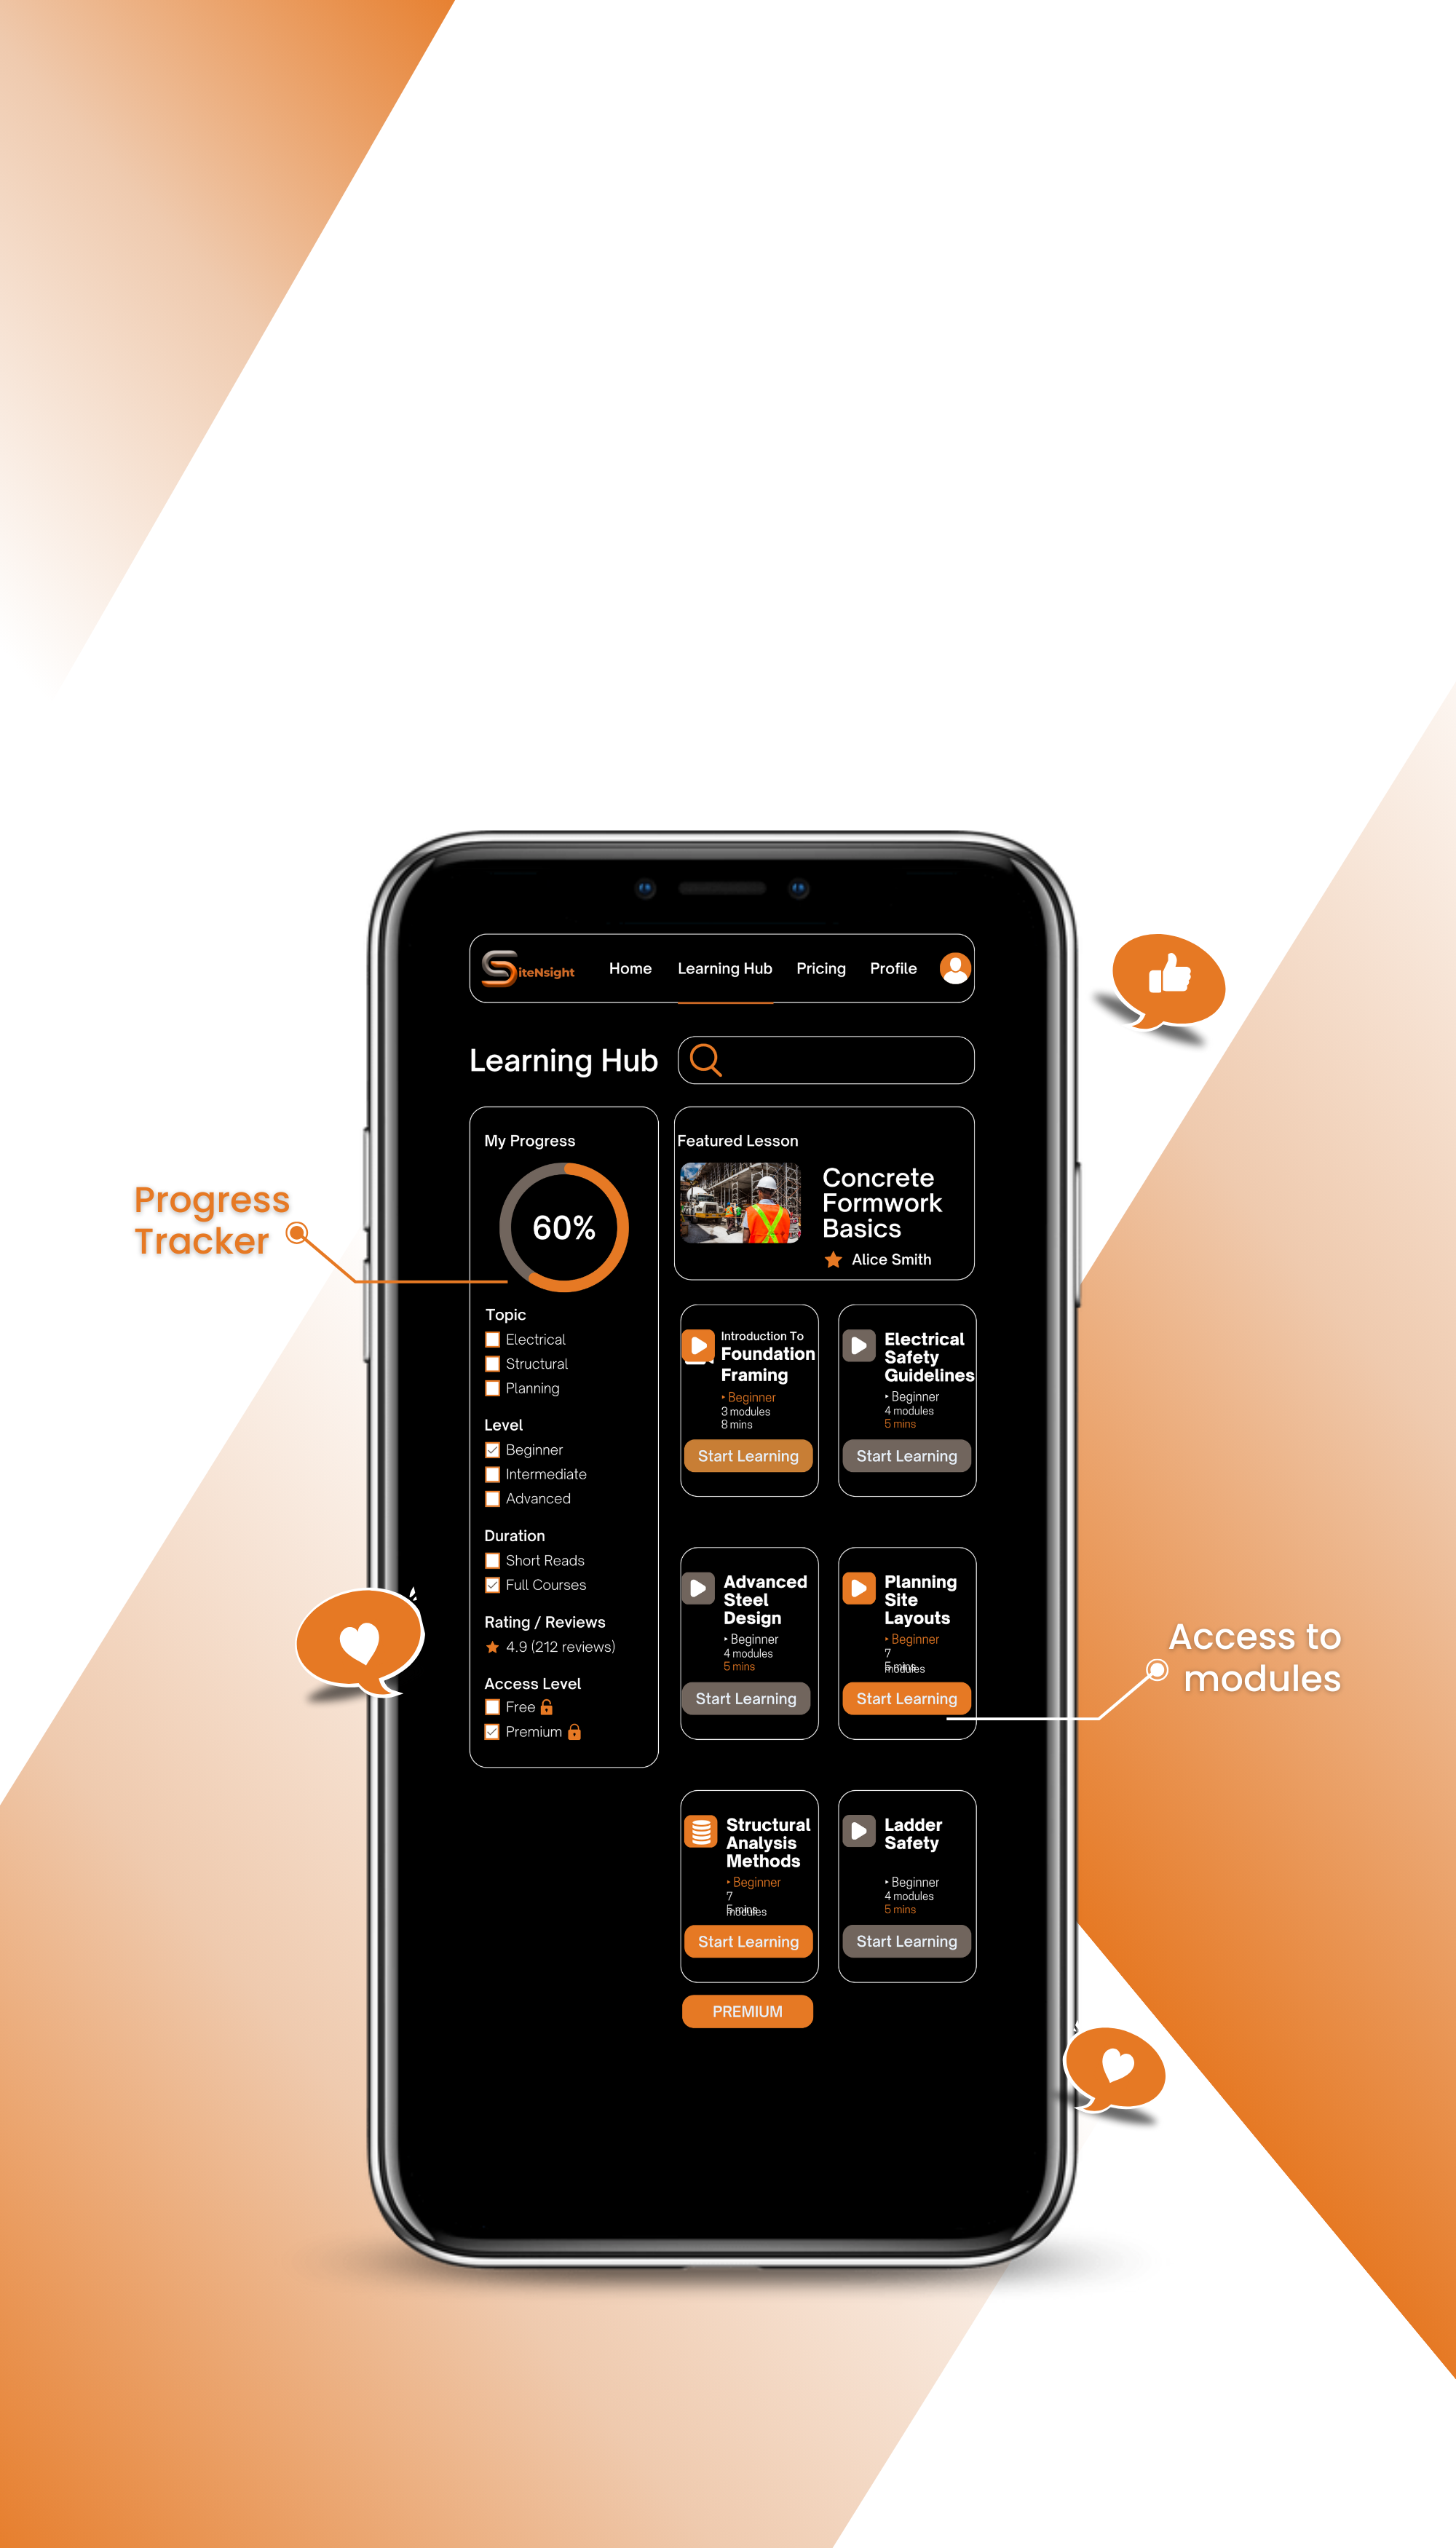 SiteNsight
Home
Learning Hub
Pricing
Profile
Learning Hub
My Progress
60%
Progress
Tracker
Topic
Electrical
Structural
Planning
Level
Beginner
Intermediate
Advanced
Duration
Short Reads
Full Courses
Rating / Reviews
4.9 (212 reviews)
Access Level
Free
Premium
Featured Lesson
Concrete
Formwork
Basics
Alice Smith
Introduction To
Foundation
Framing
‣ Beginner
3 modules
8 mins
Start Learning
Electrical
Safety
Guidelines
‣ Beginner
4 modules
5 mins
Start Learning
Advanced
Steel
Design
‣ Beginner
4 modules
5 mins
Start Learning
Planning
Site
Layouts
‣ Beginner
7
modules
5 mins
Start Learning
Access to
modules
Structural
Analysis
Methods
‣ Beginner
7
modules
5 mins
Start Learning
PREMIUM
Ladder
Safety
‣ Beginner
4 modules
5 mins
Start Learning